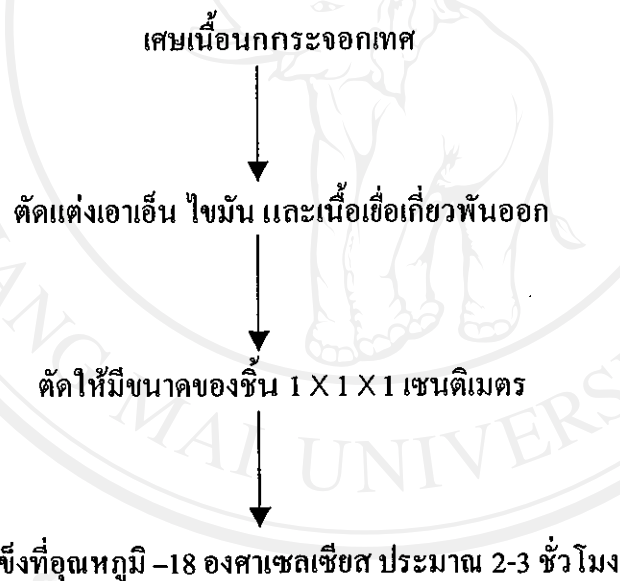 เศษเนื้อนกกระจอกเทศ
ตัดแต่งเอาเอ็น ไขมัน และเนื้อเยื่อเกี่ยวพันออก
ตัดให้มีขนาดของชิ้น 1 X 1 X 1 เซนติเมตร
MAI UNIVERS
ข็งที่อุณหภูมิ –18 องศาเซลเซียส ประมาณ 2-3 ชั่วโมง